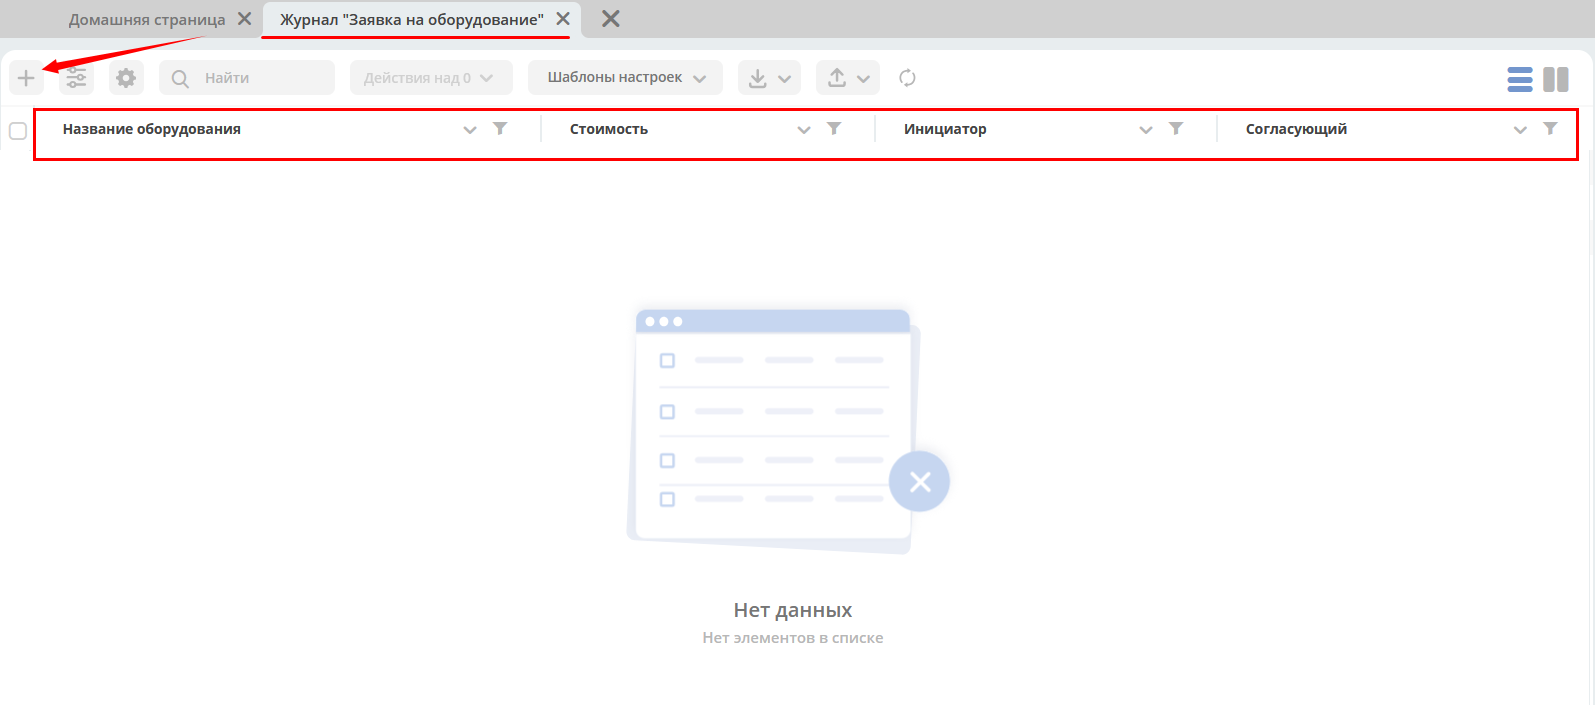 Домашняя страница Журнал "Заявка на оборудование"
Найти Действия над 0 Шаблоны настроек
Название оборудования Стоимость Инициатор Согласующий
Нет данных
Нет элементов в списке